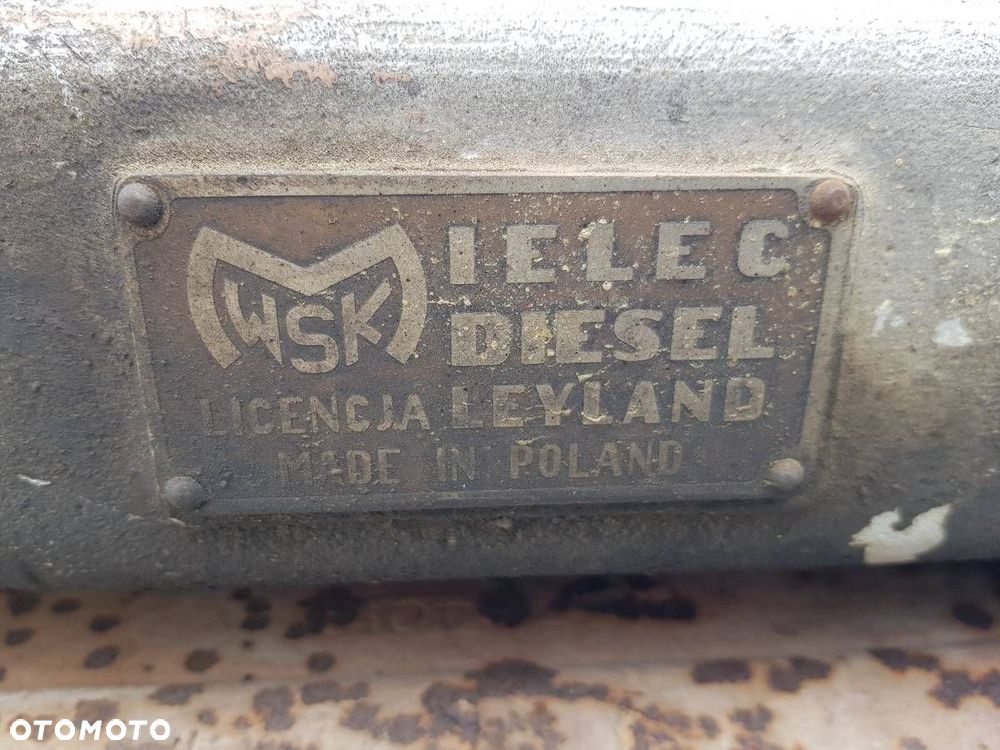 MIELEC
WSK
DIESEL
LICENCJA LEYLAND
MADE IN POLAND
OTOMOTO